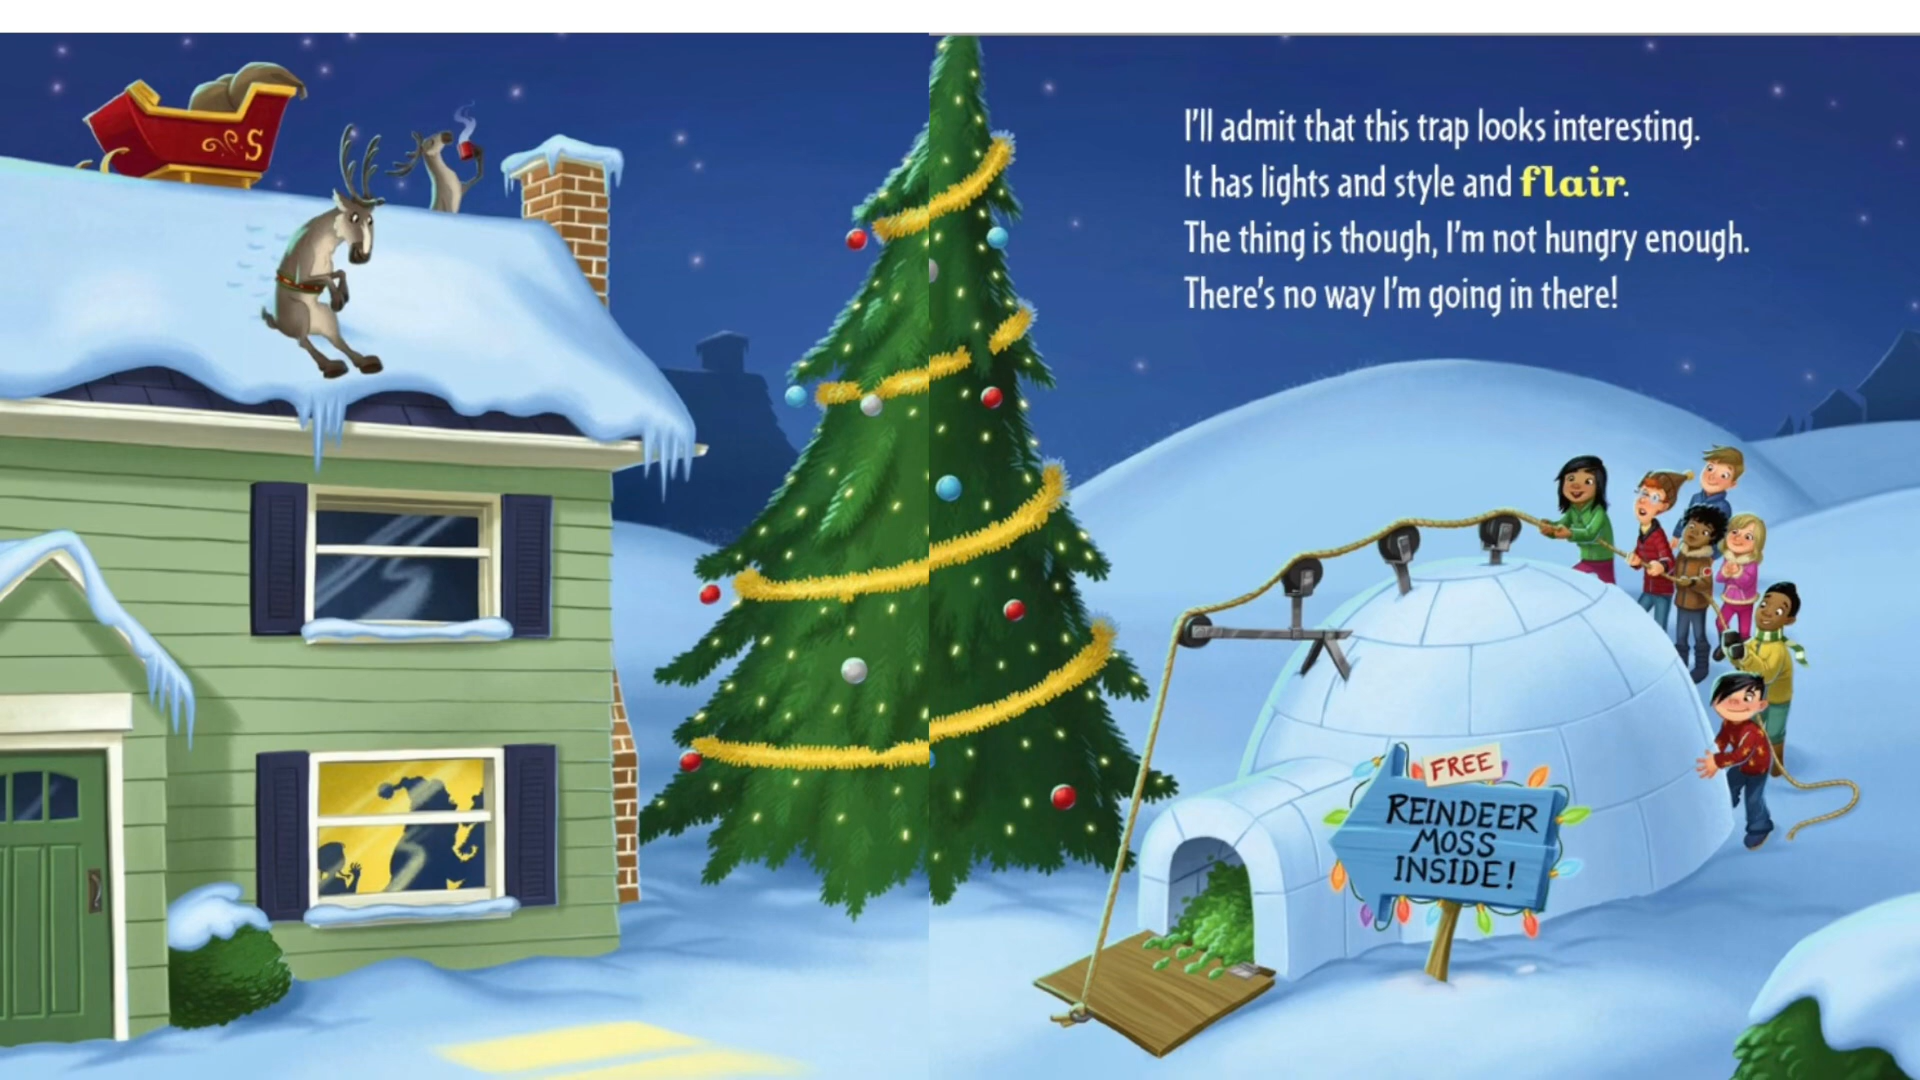 S
I'll admit that this trap looks interesting.
It has lights and style and flair.
The thing is though, I'm not hungry enough.
There's no way I'm going in there!
FREE
REINDEER
MOSS
INSIDE!